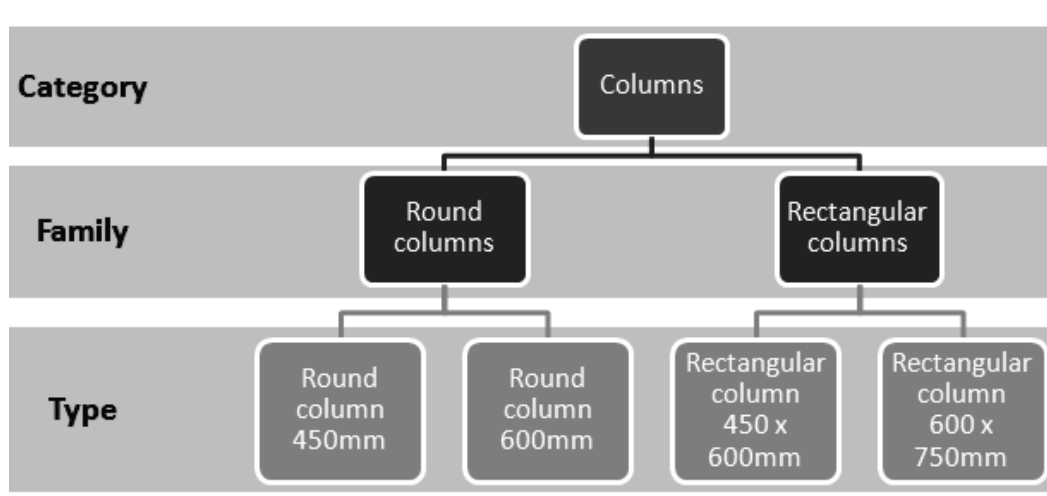 Category
Columns
Family
Round
columns
Rectangular
columns
Type
Round
column
450mm
Round
column
600mm
Rectangular
column
450 x
600mm
Rectangular
column
600 x
750mm